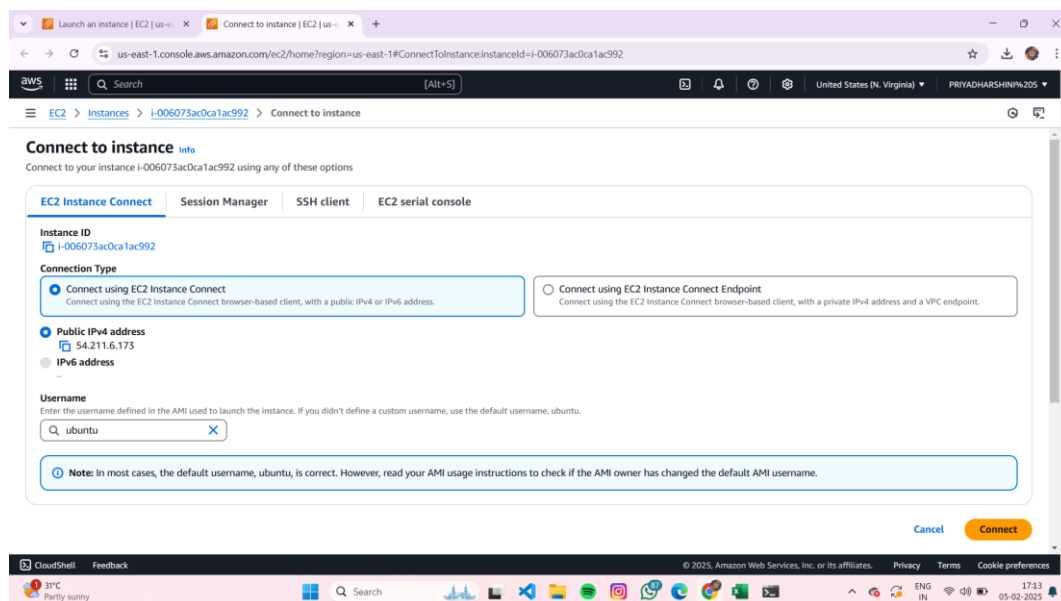 Launch an instance | EC2 | us-e
Connect to instance | EC2 | us-e
us-east-1.console.aws.amazon.com/ec2/home?region=us-east-1#ConnectToInstance:instanceId=i-006073ac0ca1ac992
aws
Search
[Alt+S]
United States (N. Virginia)
PRIYADHARSHINI%20S
EC2 > Instances > i-006073ac0ca1ac992 > Connect to instance
Connect to instance Info
Connect to your instance i-006073ac0ca1ac992 using any of these options
EC2 Instance Connect
Session Manager
SSH client
EC2 serial console
Instance ID
i-006073ac0ca1ac992
Connection Type
Connect using EC2 Instance Connect
Connect using the EC2 Instance Connect browser-based client, with a public IPv4 or IPv6 address.
Connect using EC2 Instance Connect Endpoint
Connect using the EC2 Instance Connect browser-based client, with a private IPv4 address and a VPC endpoint.
Public IPv4 address
54.211.6.173
IPv6 address
–
Username
Enter the username defined in the AMI used to launch the instance. If you didn't define a custom username, use the default username, ubuntu.
ubuntu
Note: In most cases, the default username, ubuntu, is correct. However, read your AMI usage instructions to check if the AMI owner has changed the default AMI username.
Cancel
Connect
CloudShell
Feedback
© 2025, Amazon Web Services, Inc. or its affiliates.
Privacy
Terms
Cookie preferences
1
31°C
Partly sunny
Search
ENG
IN
17:13
05-02-2025